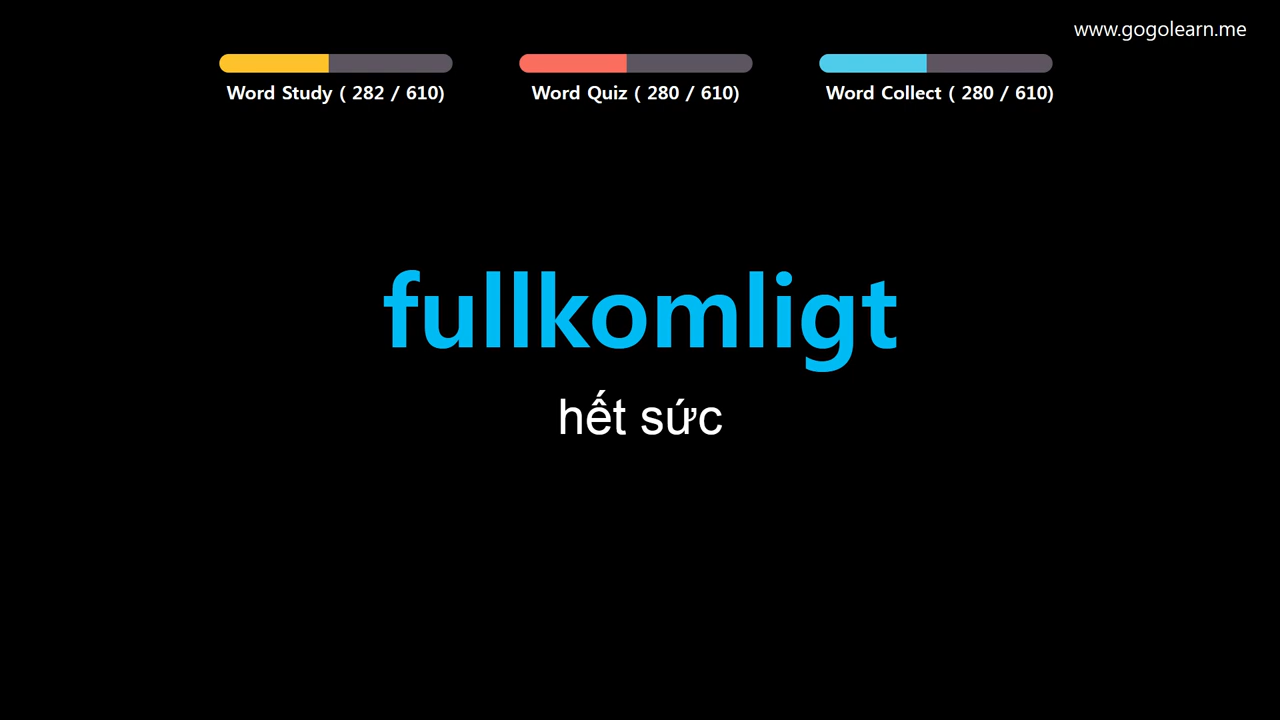 www.gogolearn.me
Word Study ( 282 / 610)
Word Quiz ( 280 / 610)
Word Collect ( 280 / 610)
fullkomligt
hết sức